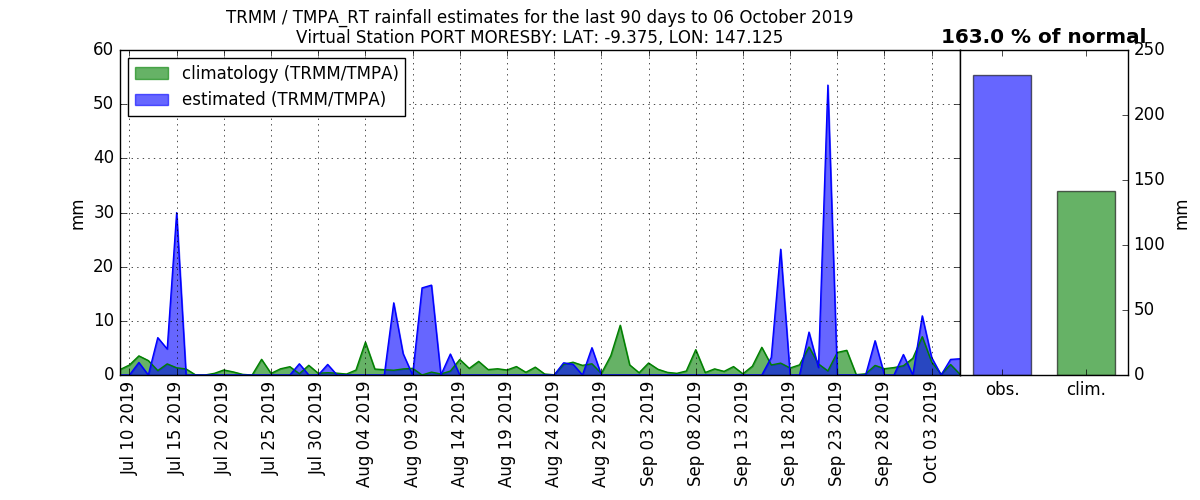 TRMM / TMPA_RT rainfall estimates for the last 90 days to 06 October 2019
Virtual Station PORT MORESBY: LAT: -9.375, LON: 147.125
163.0 % of normal
climatology (TRMM/TMPA)
estimated (TRMM/TMPA)
mm
60
50
40
30
20
10
0
Jul 10 2019
Jul 15 2019
Jul 20 2019
Jul 25 2019
Jul 30 2019
Aug 04 2019
Aug 09 2019
Aug 14 2019
Aug 19 2019
Aug 24 2019
Aug 29 2019
Sep 03 2019
Sep 08 2019
Sep 13 2019
Sep 18 2019
Sep 23 2019
Sep 28 2019
Oct 03 2019
obs.
clim.
250
200
150
100
50
0
mm